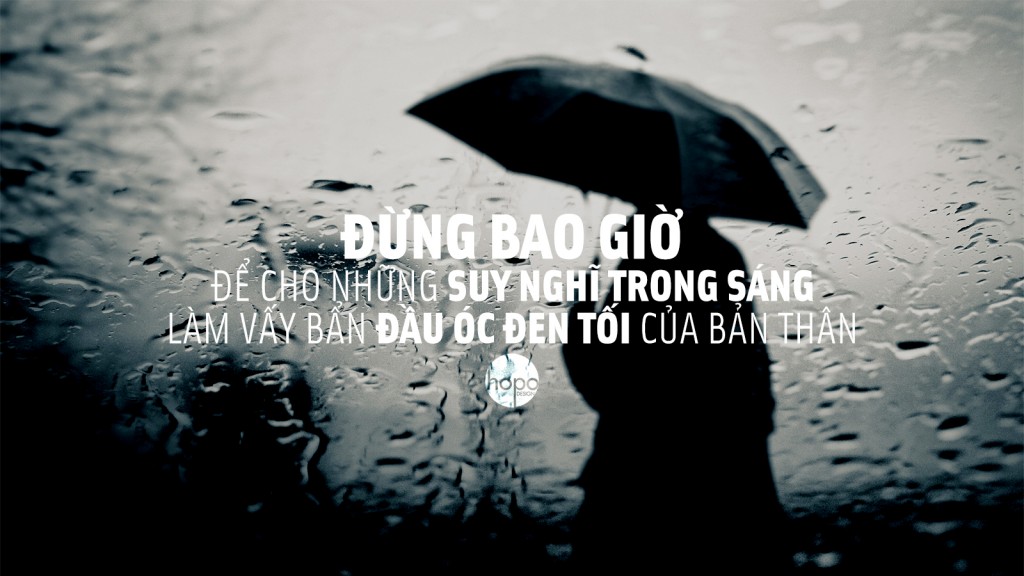 ĐỪNG BAO GIỜ
ĐỂ CHO NHỮNG SUY NGHĨ TRONG SÁNG
LÀM VẤY BẨN ĐẦU ÓC ĐEN TỐI CỦA BẢN THÂN
hopo
DESIGN